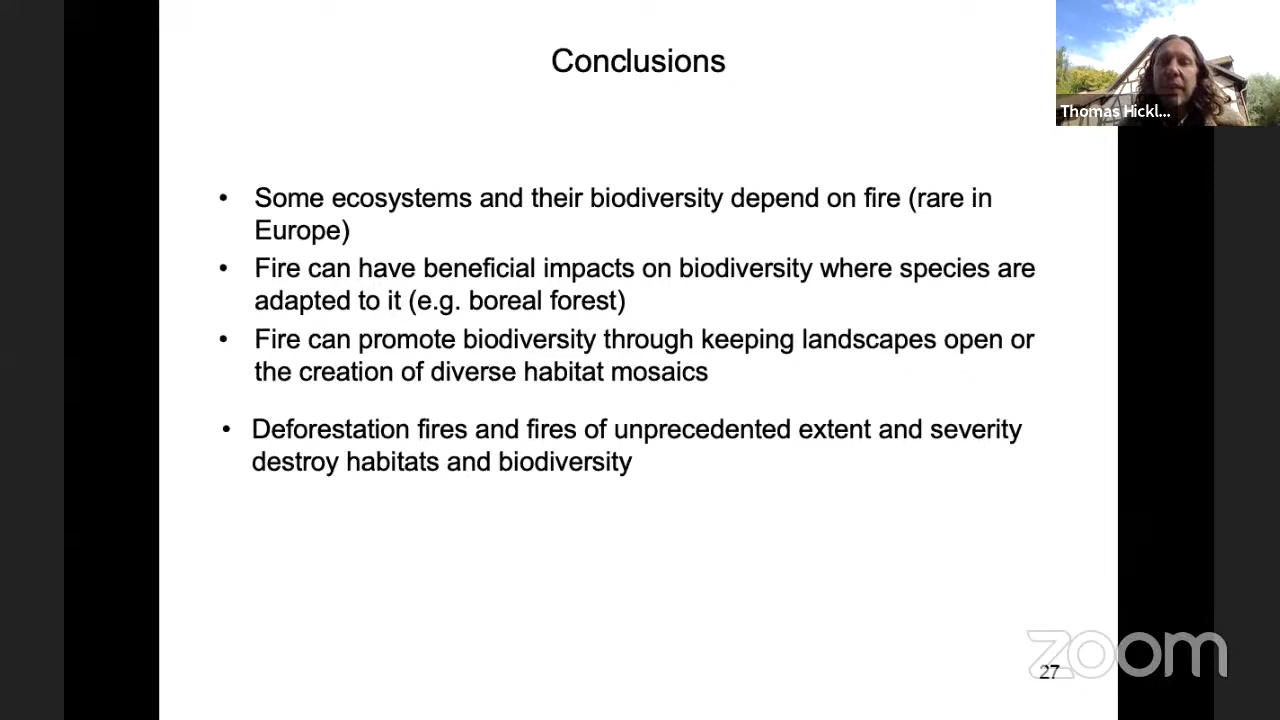 Conclusions
Thomas Hickl...
• Some ecosystems and their biodiversity depend on fire (rare in
Europe)
• Fire can have beneficial impacts on biodiversity where species are
adapted to it (e.g. boreal forest)
• Fire can promote biodiversity through keeping landscapes open or
the creation of diverse habitat mosaics
• Deforestation fires and fires of unprecedented extent and severity
destroy habitats and biodiversity
zoom
27